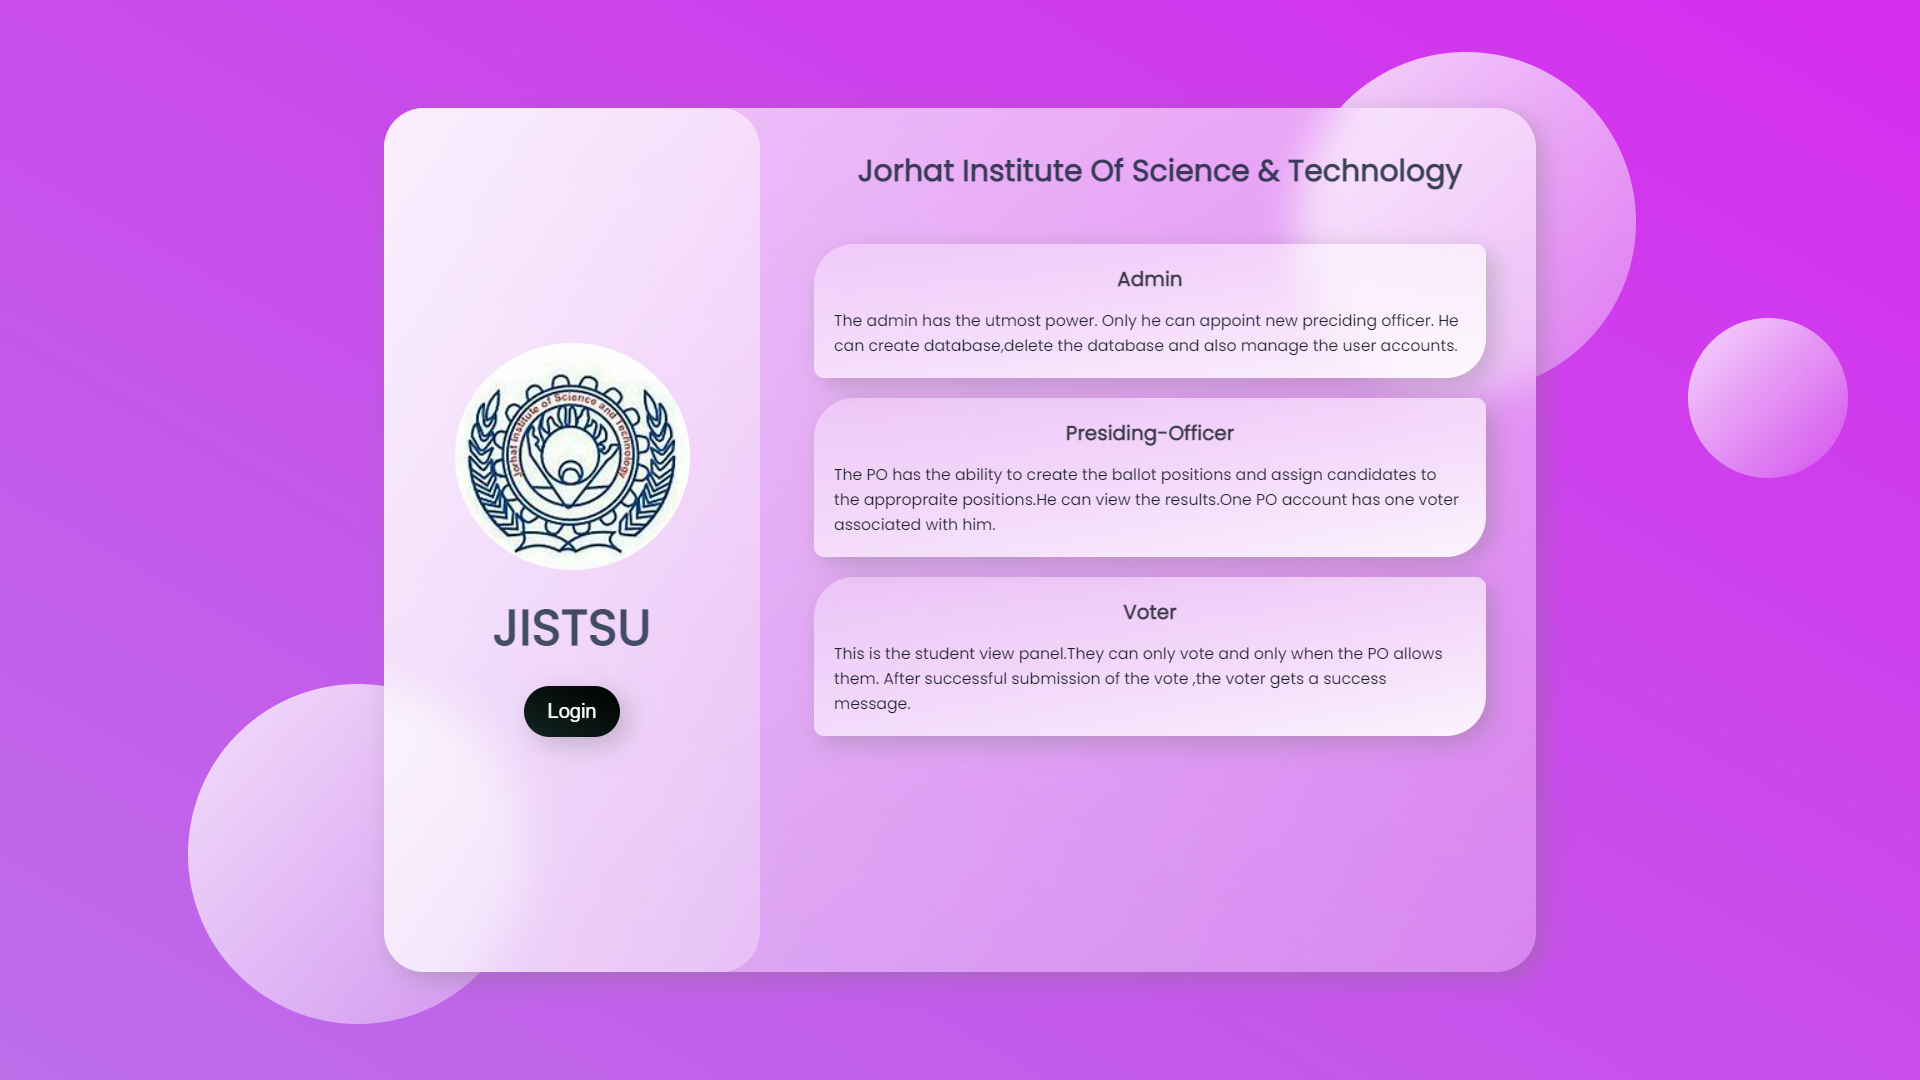 Jorhat Institute of Science and Technology
JISTSU
Login
Jorhat Institute Of Science & Technology
Admin
The admin has the utmost power. Only he can appoint new preciding officer. He
can create database,delete the database and also manage the user accounts.
Presiding-Officer
The PO has the ability to create the ballot positions and assign candidates to
the appropraite positions.He can view the results.One PO account has one voter
associated with him.
Voter
This is the student view panel.They can only vote and only when the PO allows
them. After successful submission of the vote ,the voter gets a success
message.